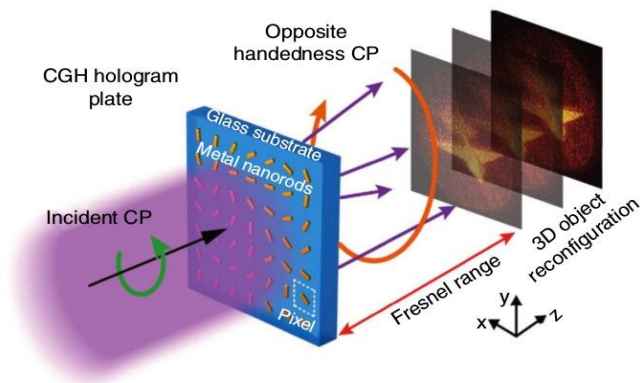 Opposite
handedness CP
CGH hologram
plate
Glass substrate
Metal nanorods
Incident CP
Pixel
Fresnel range
3D object
reconfiguration
y
x
z